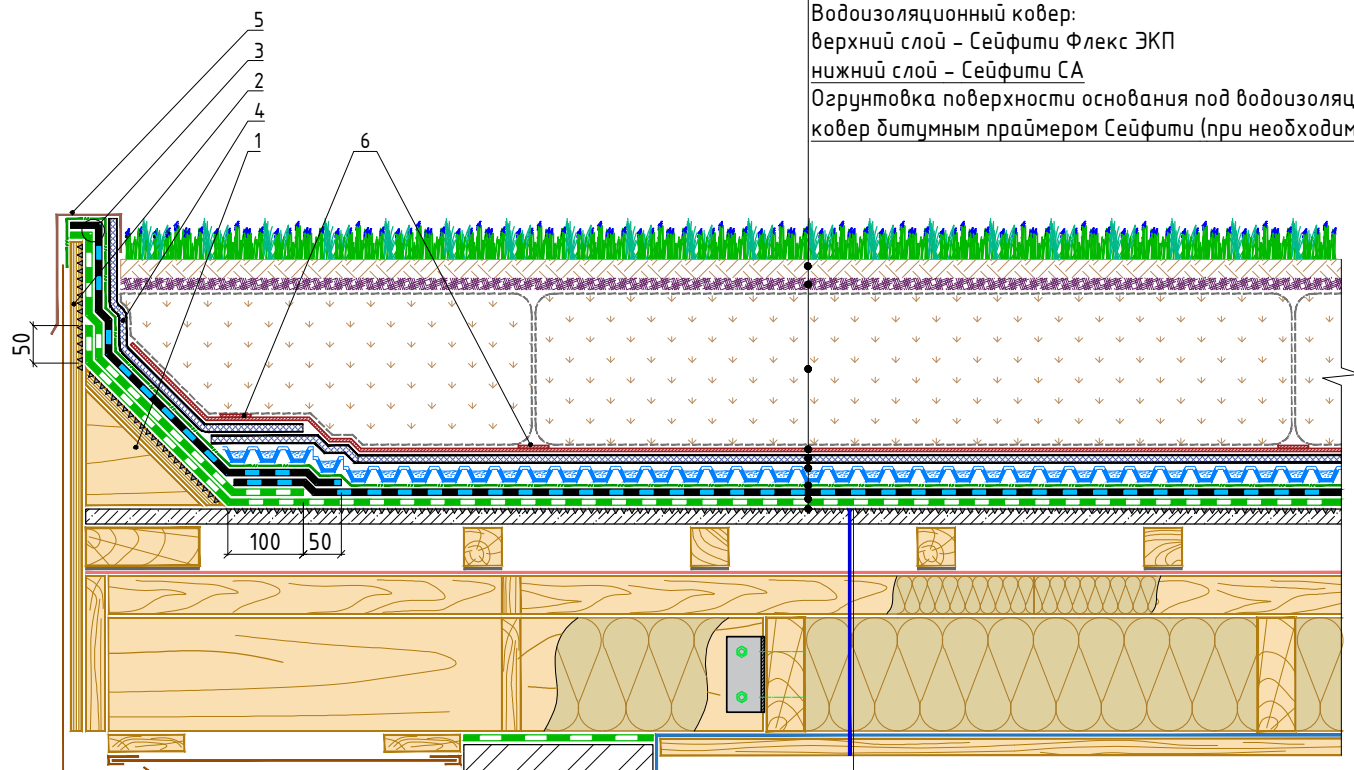 Водоизоляционный ковер:
верхний слой – Сейфити Флекс ЭКП
нижний слой – Сейфити СА
Огрунтовка поверхности основания под водоизоляц
ковер битумным праймером Сейфити (при необходим
5
3
2
4
1
6
50
100
50